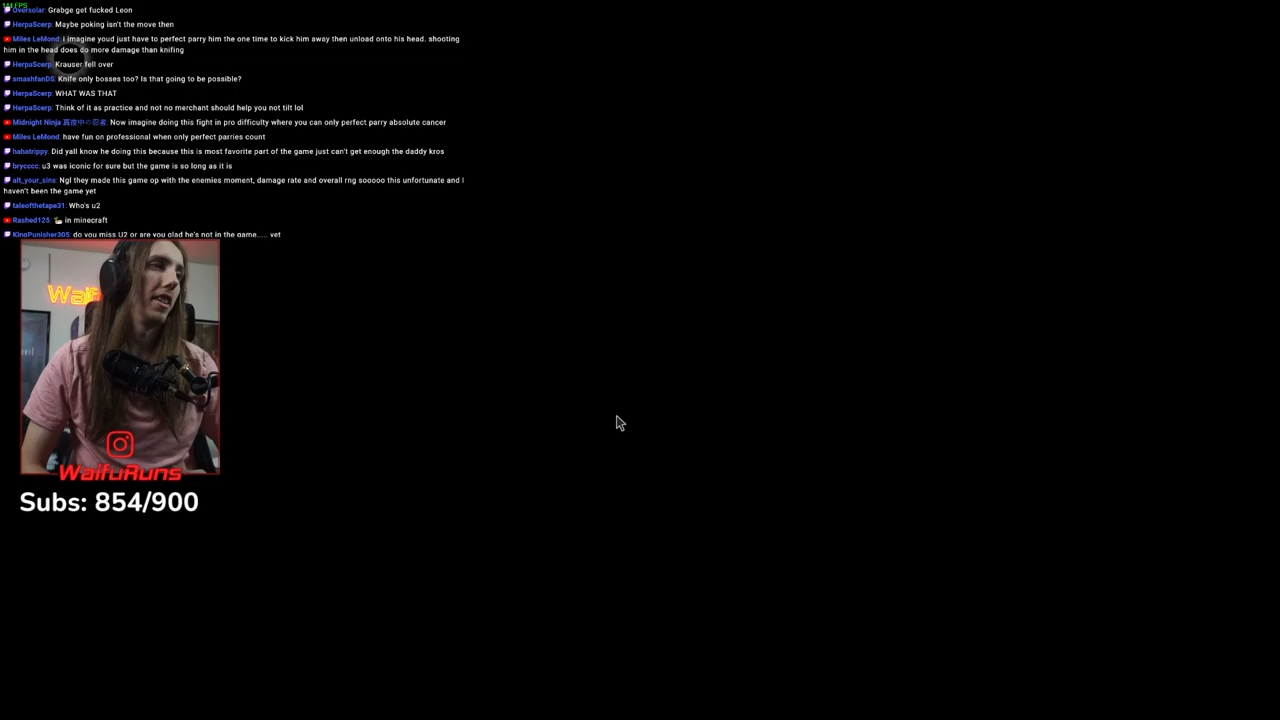 144 FPS
Oversolar: Grabge get fucked Leon
HerpaScerp: Maybe poking isn't the move then
Miles LeMond: i imagine youd just have to perfect parry him the one time to kick him away then unload onto his head. shooting
him in the head does do more damage than knifing
HerpaScerp: Krauser fell over
smashfanDS: Knife only bosses too? Is that going to be possible?
HerpaScerp: WHAT WAS THAT
HerpaScerp: Think of it as practice and not no merchant should help you not tilt lol
Midnight Ninja 真夜中の忍者: Now imagine doing this fight in pro difficulty where you can only perfect parry absolute cancer
Miles LeMond: have fun on professional when only perfect parries count
hahatrippy: Did yall know he doing this because this is most favorite part of the game just can't get enough the daddy kros
brycccc: u3 was iconic for sure but the game is so long as it is
alt_your_sins: Ngl they made this game op with the enemies moment, damage rate and overall rng sooooo this unfortunate and I
haven't been the game yet
taleofthetape31: Who's u2
Rashed125: in minecraft
KingPunisher305: do you miss U2 or are you glad he's not in the game..... yet
Waif
WaifuRuns
Subs: 854/900